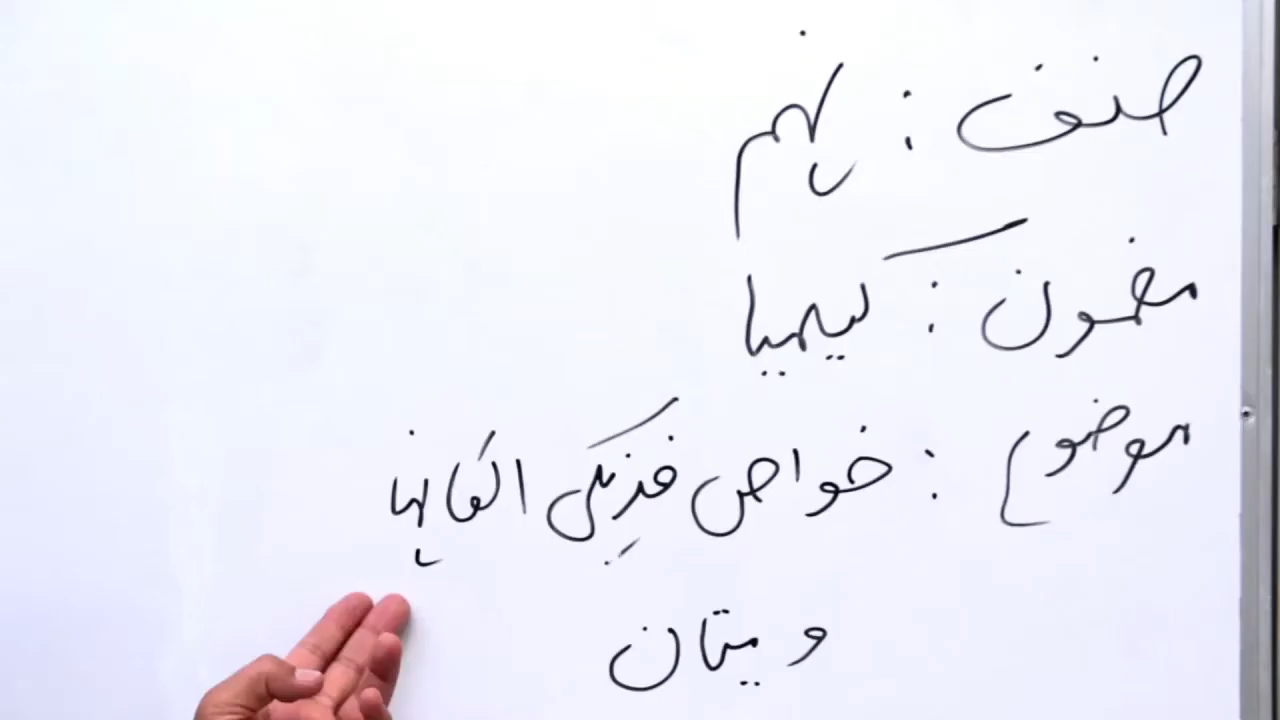 صنف : نهم
مضمون : کیمیا
موضوع : خواص فزیکی الکانها
و میتان